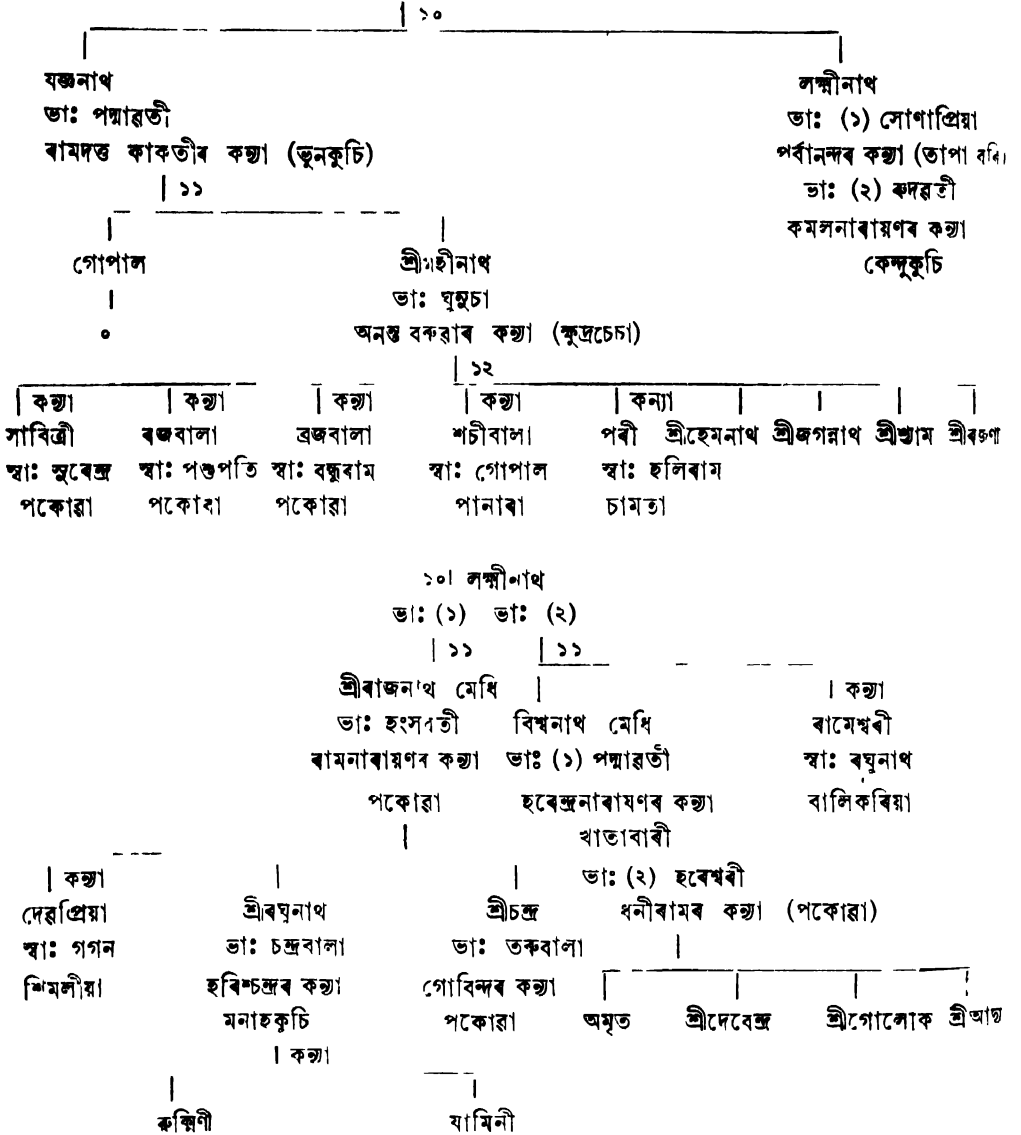 ১০
যজ্ঞনাথ লক্ষ্মীনাথ
ভাঃ পদ্মাৱতী ভাঃ (১) সোণাপ্ৰিয়া
ৰামদত্ত কাকতীৰ কন্যা (ভুনকুচি) পৰ্বানন্দৰ কন্যা (তাপা
১১ ভাঃ (২) ৰুদৱতী
কমলনাৰায়ণৰ কন্যা
গোপাল শ্ৰীমহীনাথ কেন্দুকুচি
ভাঃ ঘুনুচা
০ অনন্ত বৰুৱাৰ কন্যা (ক্ষুদ্ৰচেচা)
১২
কন্যা কন্যা কন্যা কন্যা কন্যা
সাবিত্ৰী ৰজবালা ব্ৰজবালা শচীবালা পৰী শ্ৰীহেমনাথ শ্ৰীজগন্নাথ শ্ৰীশ্যাম
স্বাঃ সুৰেন্দ্ৰ স্বাঃ পশুপতি স্বাঃ বন্ধুৰাম স্বাঃ গোপাল স্বাঃ হলিৰাম
পকোৱা পকোৱা পকোৱা পানাৰা চামতা
১০। লক্ষ্মীনাথ
ভাঃ (১) ভাঃ (২)
১১ ১১
শ্ৰীৰাজনাথ মেধি কন্যা
ভাঃ হংসৱতী বিশ্বনাথ মেধি ৰামেশ্বৰী
ৰামনাৰায়ণৰ কন্যা ভাঃ (১) পদ্মাৱতী স্বাঃ ৰঘুনাথ
পকোৱা হৰেন্দ্ৰনাৰায়ণৰ কন্যা বালিকৰিয়া
খাতাবাৰী
কন্যা ভাঃ (২) হৰেশ্বৰী
দেৱপ্ৰিয়া শ্ৰীৰঘুনাথ শ্ৰীচন্দ্ৰ ধনীৰামৰ কন্যা (পকোৱা)
স্বাঃ গগন ভাঃ চন্দ্ৰবালা ভাঃ তৰুবালা
শিমলীয়া হৰিশ্চন্দ্ৰৰ কন্যা গোবিন্দৰ কন্যা
মনাহকুচি পকোৱা অমৃত শ্ৰীদেবেন্দ্ৰ শ্ৰীগোলোক
কন্যা
ৰুক্মিণী যামিনী